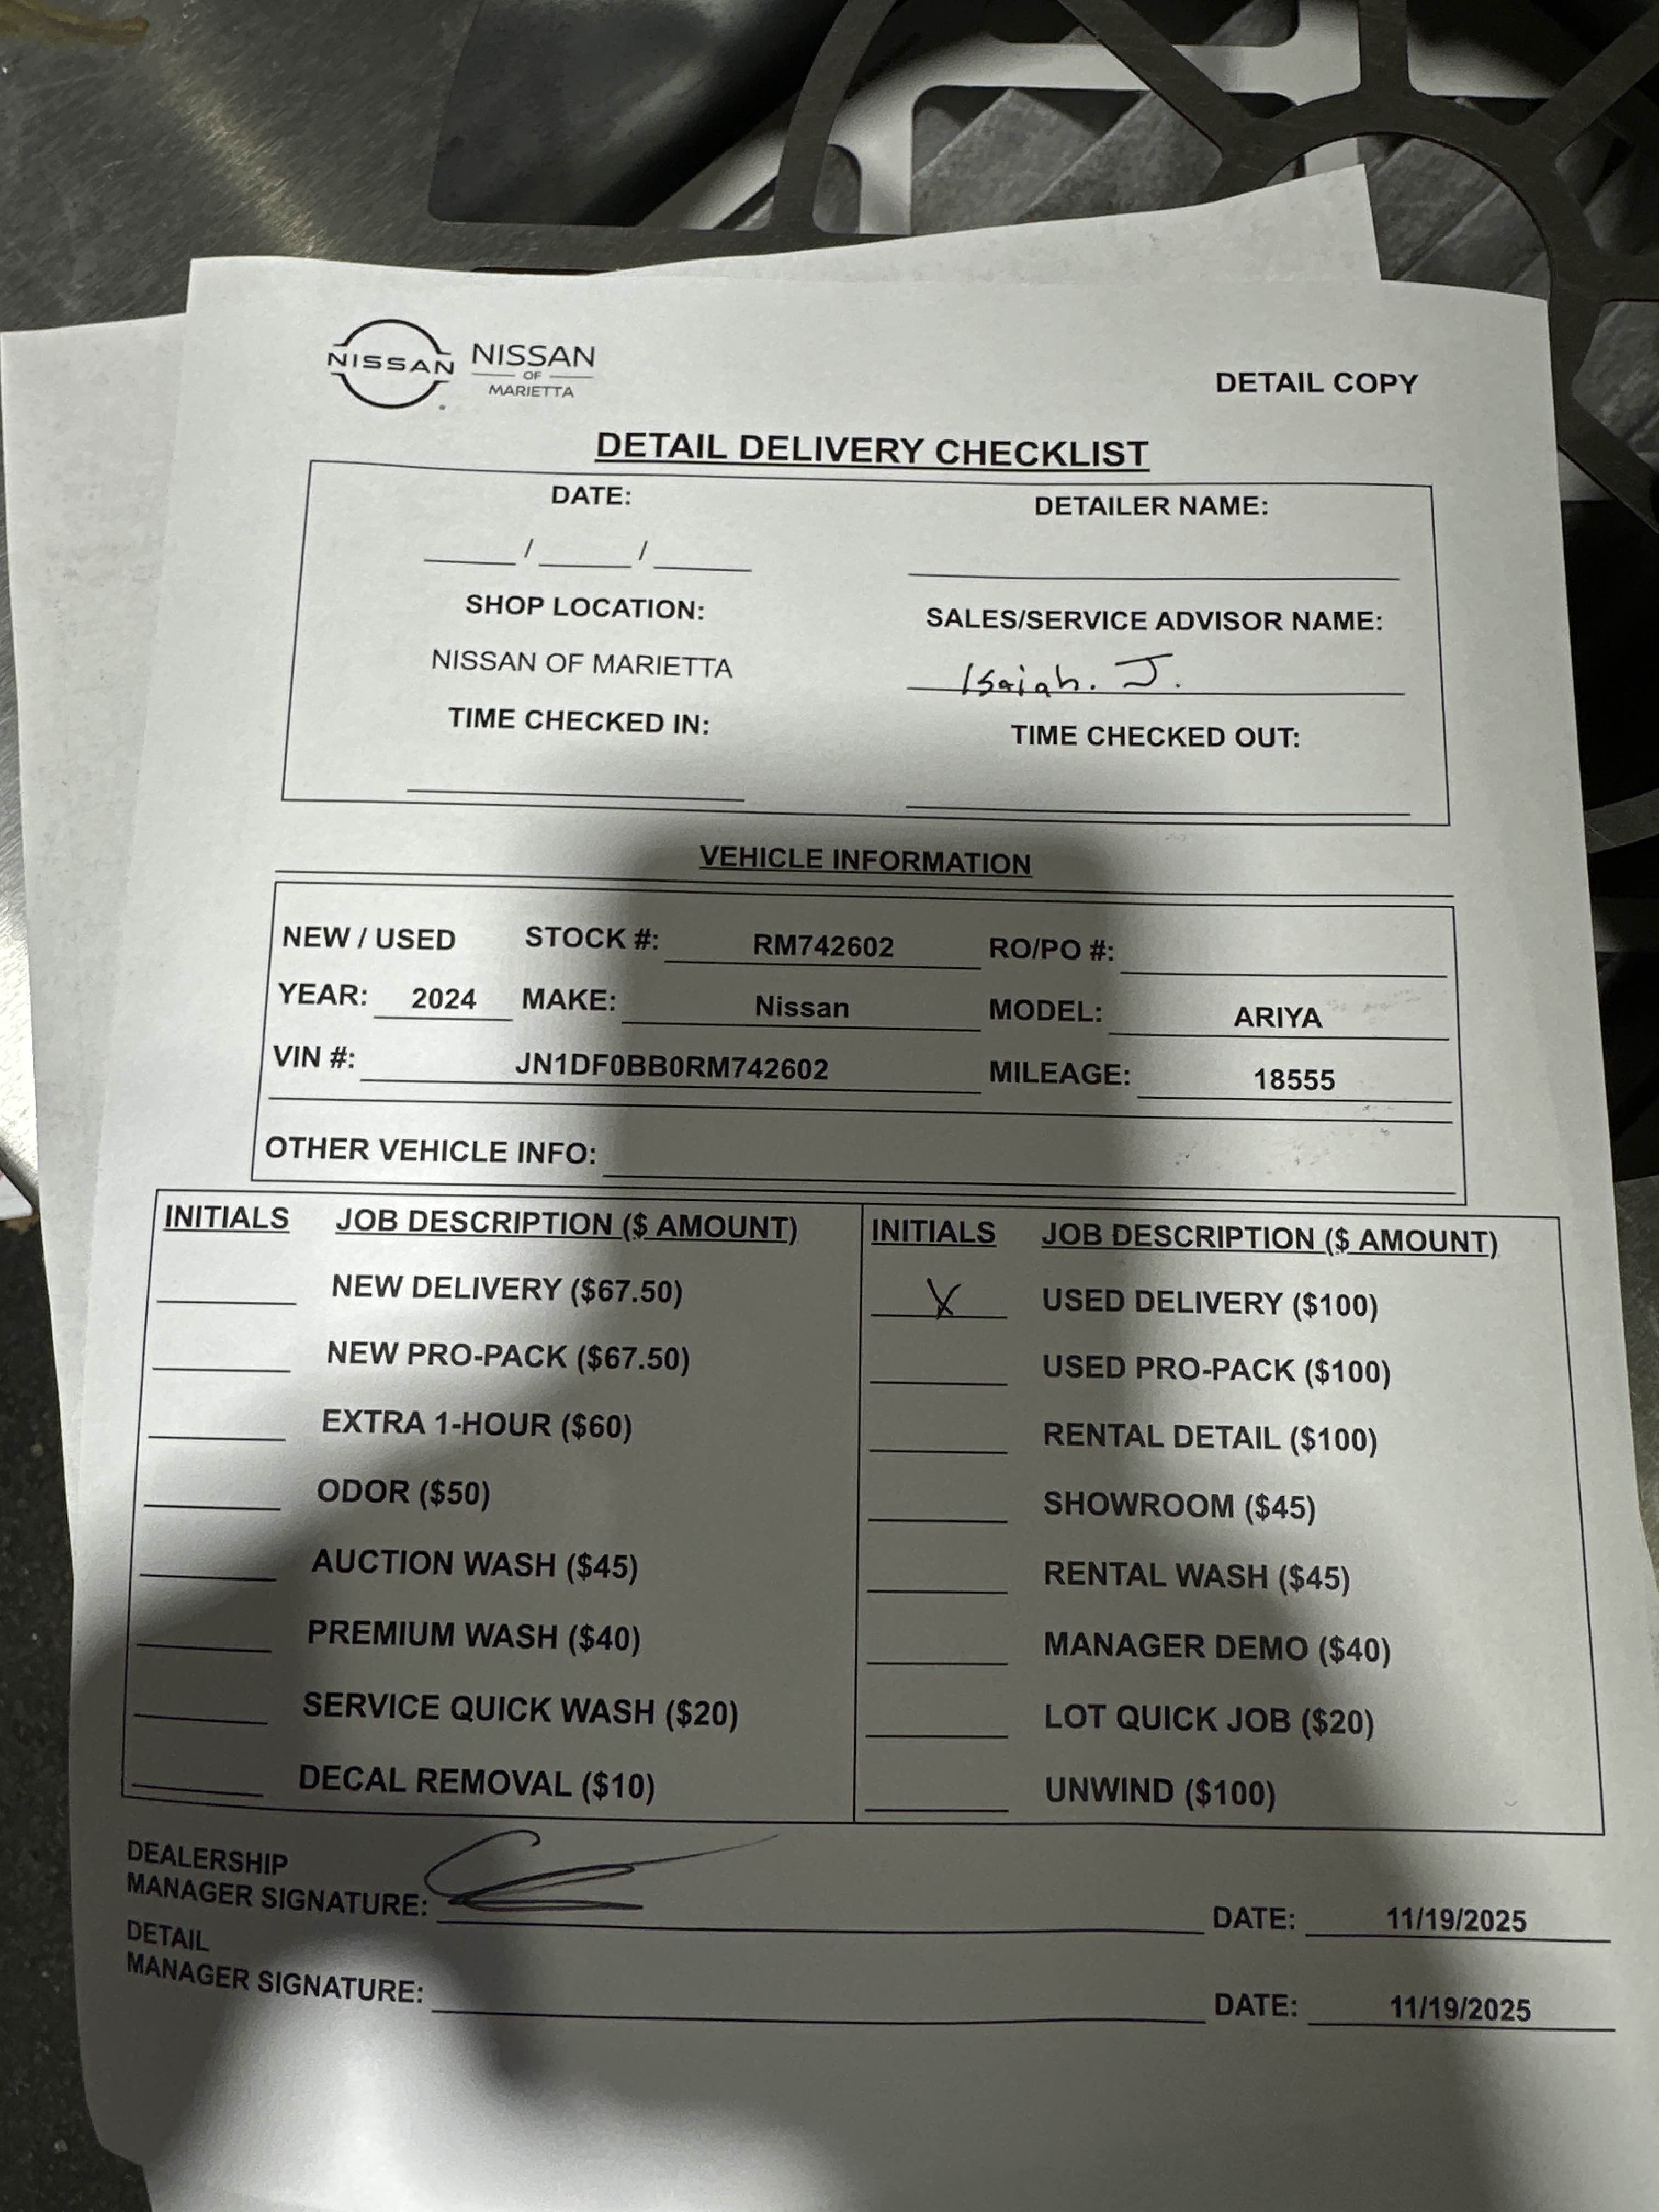 NISSAN NISSAN
OF
MARIETTA
DETAIL COPY
DETAIL DELIVERY CHECKLIST
DATE:
____ / ____ / ____
DETAILER NAME:
SHOP LOCATION:
NISSAN OF MARIETTA
SALES/SERVICE ADVISOR NAME:
Isaiah. J.
TIME CHECKED IN:
TIME CHECKED OUT:
VEHICLE INFORMATION
NEW / USED STOCK #: RM742602 RO/PO #:
YEAR: 2024 MAKE: Nissan MODEL: ARIYA
VIN #: JN1DF0BB0RM742602 MILEAGE: 18555
OTHER VEHICLE INFO:
INITIALS JOB DESCRIPTION ($ AMOUNT)
NEW DELIVERY ($67.50)
NEW PRO-PACK ($67.50)
EXTRA 1-HOUR ($60)
ODOR ($50)
AUCTION WASH ($45)
PREMIUM WASH ($40)
SERVICE QUICK WASH ($20)
DECAL REMOVAL ($10)
INITIALS JOB DESCRIPTION ($ AMOUNT)
X USED DELIVERY ($100)
USED PRO-PACK ($100)
RENTAL DETAIL ($100)
SHOWROOM ($45)
RENTAL WASH ($45)
MANAGER DEMO ($40)
LOT QUICK JOB ($20)
UNWIND ($100)
DEALERSHIP
MANAGER SIGNATURE: DATE: 11/19/2025
DETAIL
MANAGER SIGNATURE: DATE: 11/19/2025